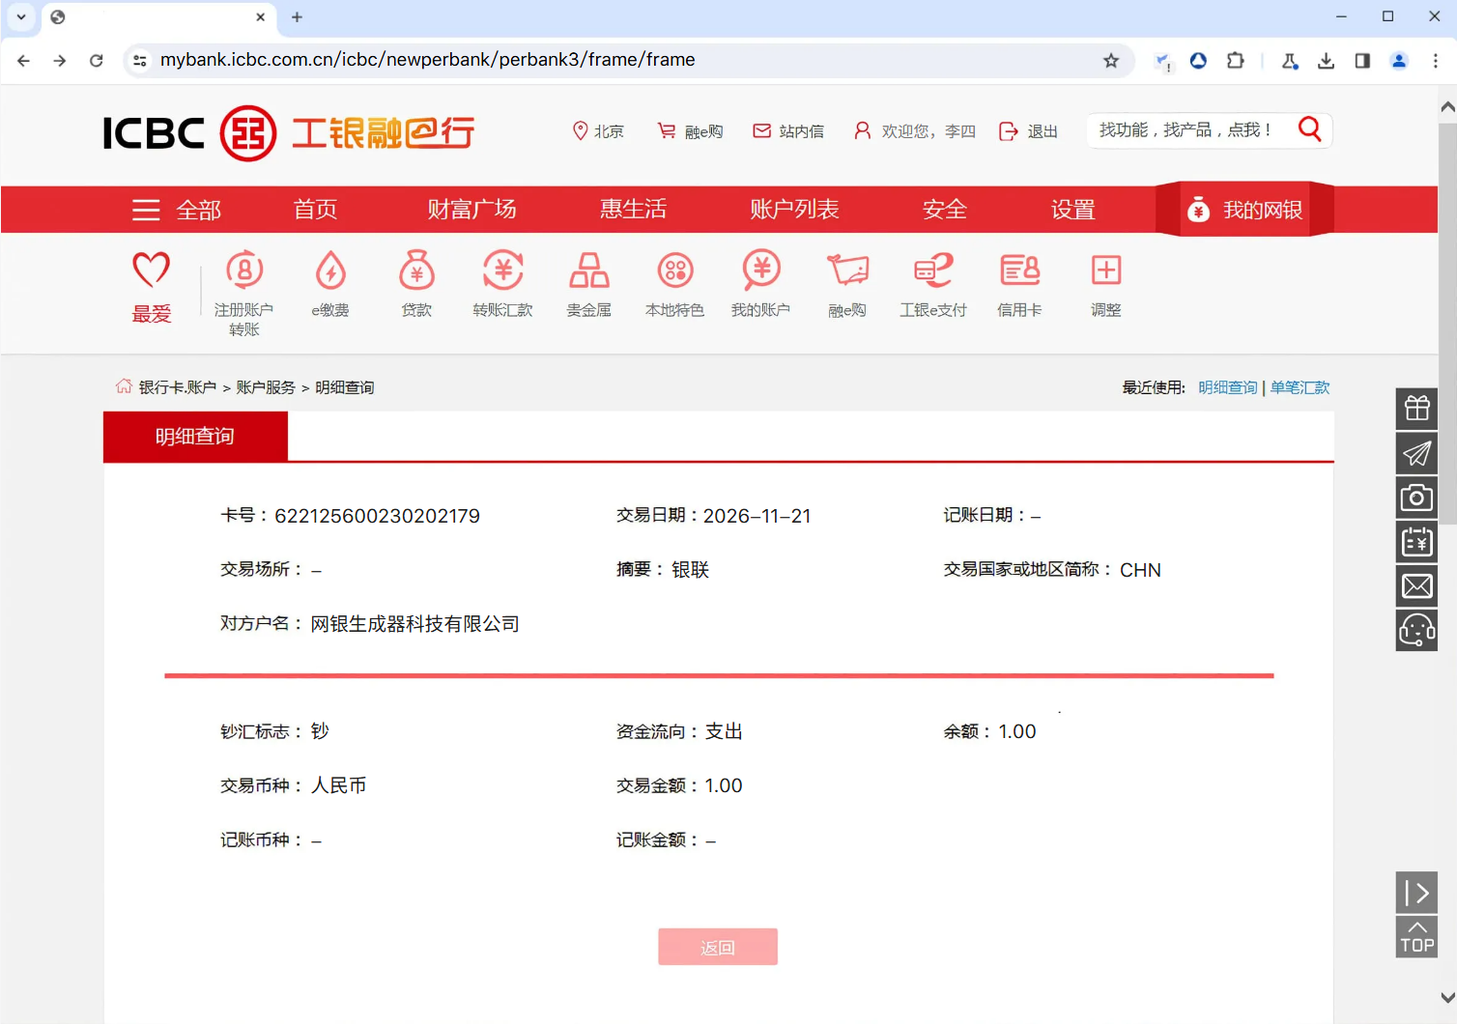 mybank.icbc.com.cn/icbc/newperbank/perbank3/frame/frame
ICBC 工银融e行
北京 融e购 站内信 欢迎您，李四 退出 找功能，找产品，点我！
全部 首页 财富广场 惠生活 账户列表 安全 设置 我的网银
最爱 注册账户 e缴费 贷款 转账汇款 贵金属 本地特色 我的账户 融e购 工银e支付 信用卡 调整
转账
银行卡.账户 > 账户服务 > 明细查询 最近使用: 明细查询 | 单笔汇款
明细查询
卡号：622125600230202179 交易日期：2026–11–21 记账日期：–
交易场所：– 摘要：银联 交易国家或地区简称：CHN
对方户名：网银生成器科技有限公司
钞汇标志：钞 资金流向：支出 余额：1.00
交易币种：人民币 交易金额：1.00
记账币种：– 记账金额：–
返回
TOP